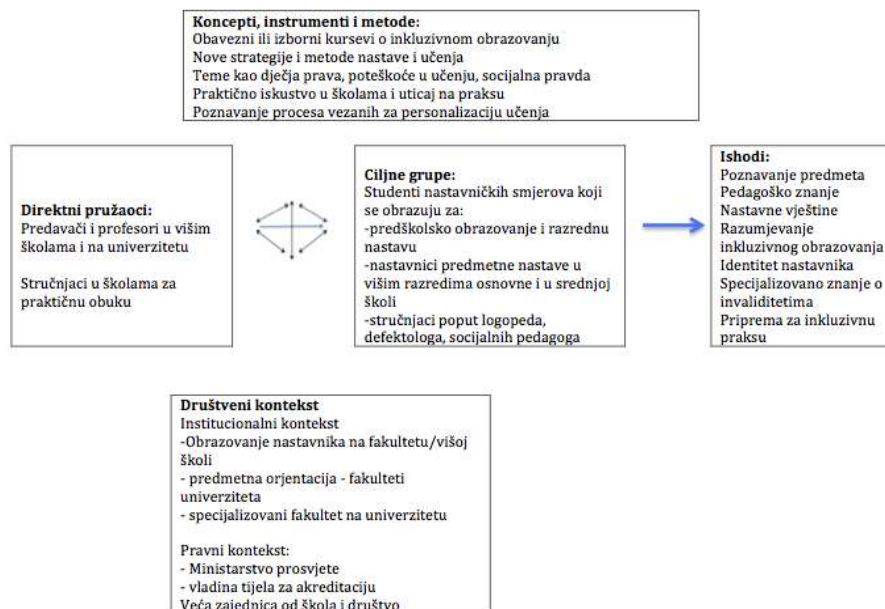 Koncepti, instrumenti i metode:
Obavezni ili izborni kursevi o inkluzivnom obrazovanju
Nove strategije i metode nastave i učenja
Teme kao dječja prava, poteškoće u učenju, socijalna pravda
Praktično iskustvo u školama i uticaj na praksu
Poznavanje procesa vezanih za personalizaciju učenja
Direktni pružaoci:
Predavači i profesori u višim
školama i na univerzitetu
Stručnjaci u školama za
praktičnu obuku
Ciljne grupe:
Studenti nastavničkih smjerova koji
se obrazuju za:
-predškolsko obrazovanje i razrednu
nastavu
-nastavnici predmetne nastave u
višim razredima osnovne i u srednjoj
školi
-stručnjaci poput logopeda,
defektologa, socijalnih pedagoga
Ishodi:
Poznavanje predmeta
Pedagoško znanje
Nastavne vještine
Razumjevanje
inkluzivnog obrazovanja
Identitet nastavnika
Specijalizovano znanje o
invaliditetima
Priprema za inkluzivnu
praksu
Društveni kontekst
Institucionalni kontekst
-Obrazovanje nastavnika na fakultetu/višoj
školi
- predmetna orjentacija - fakulteti
univerziteta
- specijalizovani fakultet na univerzitetu
Pravni kontekst:
- Ministarstvo prosvjete
- vladina tijela za akreditaciju
Veća zajednica od škola i društvo